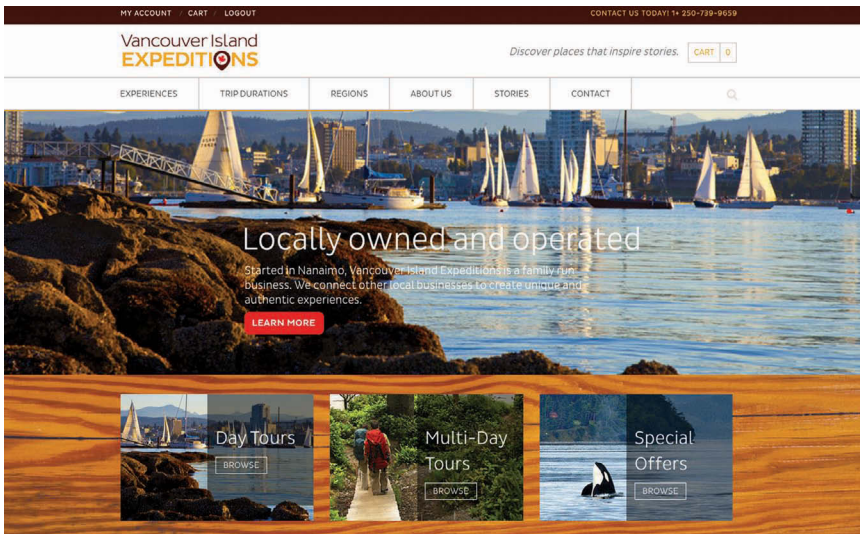 MY ACCOUNT / CART / LOGOUT
CONTACT US TODAY! 1+ 250-739-9659
Vancouver Island
EXPEDITIONS
Discover places that inspire stories.
CART 0
EXPERIENCES TRIP DURATIONS REGIONS ABOUT US STORIES CONTACT
Locally owned and operated
Started in Nanaimo, Vancouver Island Expeditions is a family run
business. We connect other local businesses to create unique and
authentic experiences.
LEARN MORE
Day Tours
BROWSE
Multi-Day
Tours
BROWSE
Special
Offers
BROWSE